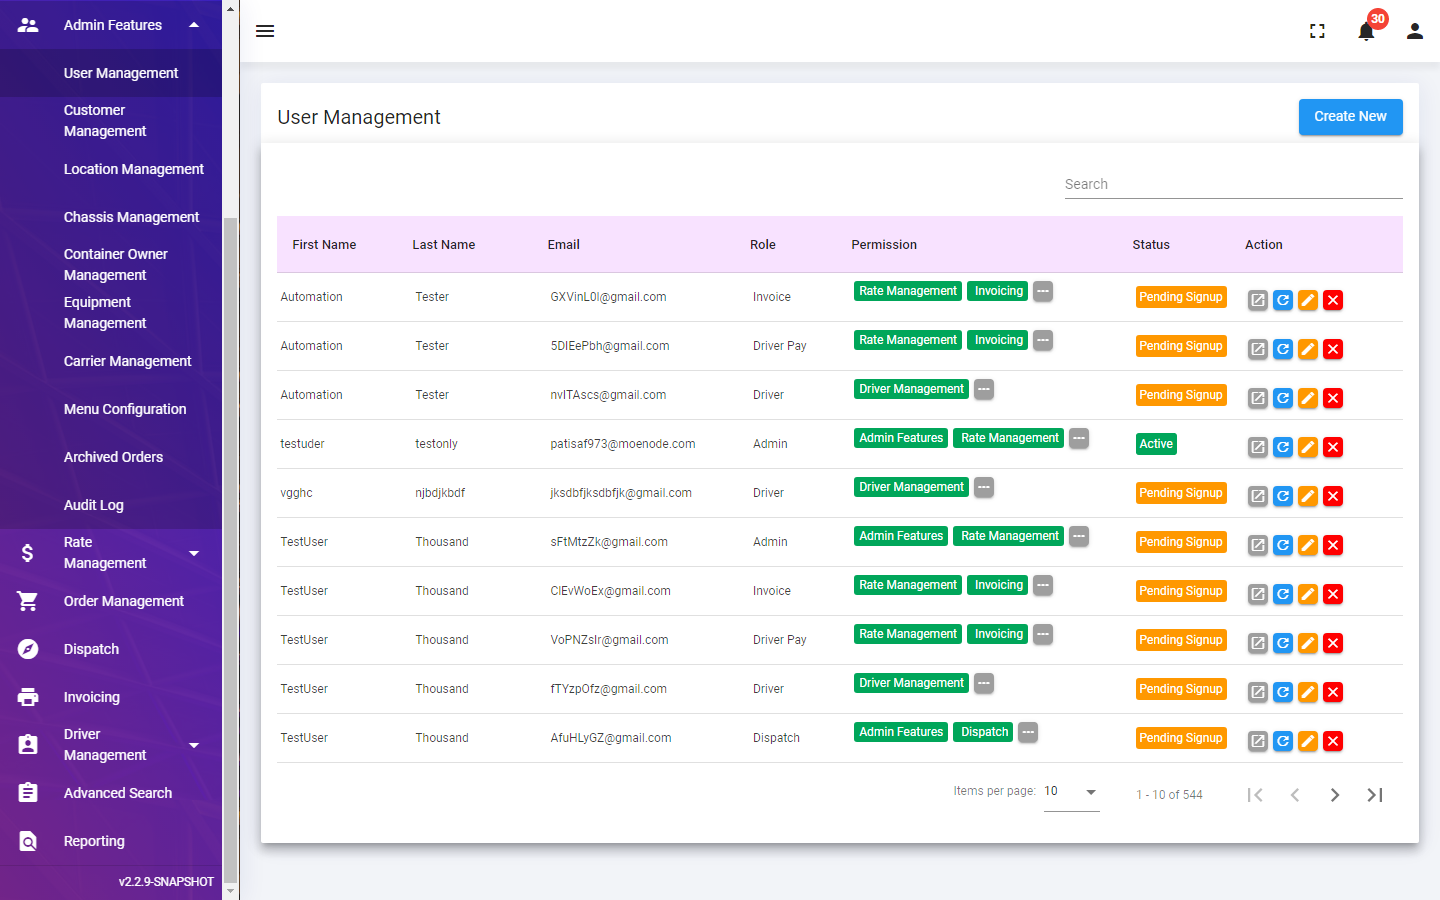 Admin Features
User Management
Customer
Management
Location Management
Chassis Management
Container Owner
Management
Equipment
Management
Carrier Management
Menu Configuration
Archived Orders
Audit Log
Rate
Management
Order Management
Dispatch
Invoicing
Driver
Management
Advanced Search
Reporting
v2.2.9-SNAPSHOT
30
User Management
Create New
Search
First Name Last Name Email Role Permission Status Action
Automation Tester GXVinL0l@gmail.com Invoice Rate Management Invoicing --- Pending Signup
Automation Tester 5DIEePbh@gmail.com Driver Pay Rate Management Invoicing --- Pending Signup
Automation Tester nvITAscs@gmail.com Driver Driver Management --- Pending Signup
testuder testonly patisaf973@moenode.com Admin Admin Features Rate Management --- Active
vgghc njbdjkbdf jksdbfjksdbfjk@gmail.com Driver Driver Management --- Pending Signup
TestUser Thousand sFtMtzZk@gmail.com Admin Admin Features Rate Management --- Pending Signup
TestUser Thousand ClEvWoEx@gmail.com Invoice Rate Management Invoicing --- Pending Signup
TestUser Thousand VoPNZslr@gmail.com Driver Pay Rate Management Invoicing --- Pending Signup
TestUser Thousand fTYzpOfz@gmail.com Driver Driver Management --- Pending Signup
TestUser Thousand AfuHLyGZ@gmail.com Dispatch Admin Features Dispatch --- Pending Signup
Items per page: 10 1 - 10 of 544